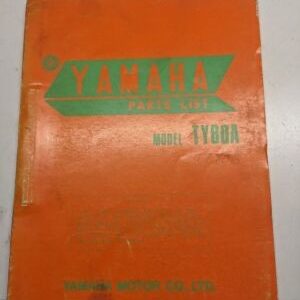 YAMAHA
PARTS LIST
MODEL TY80A
YAMAHA MOTOR CO., LTD.